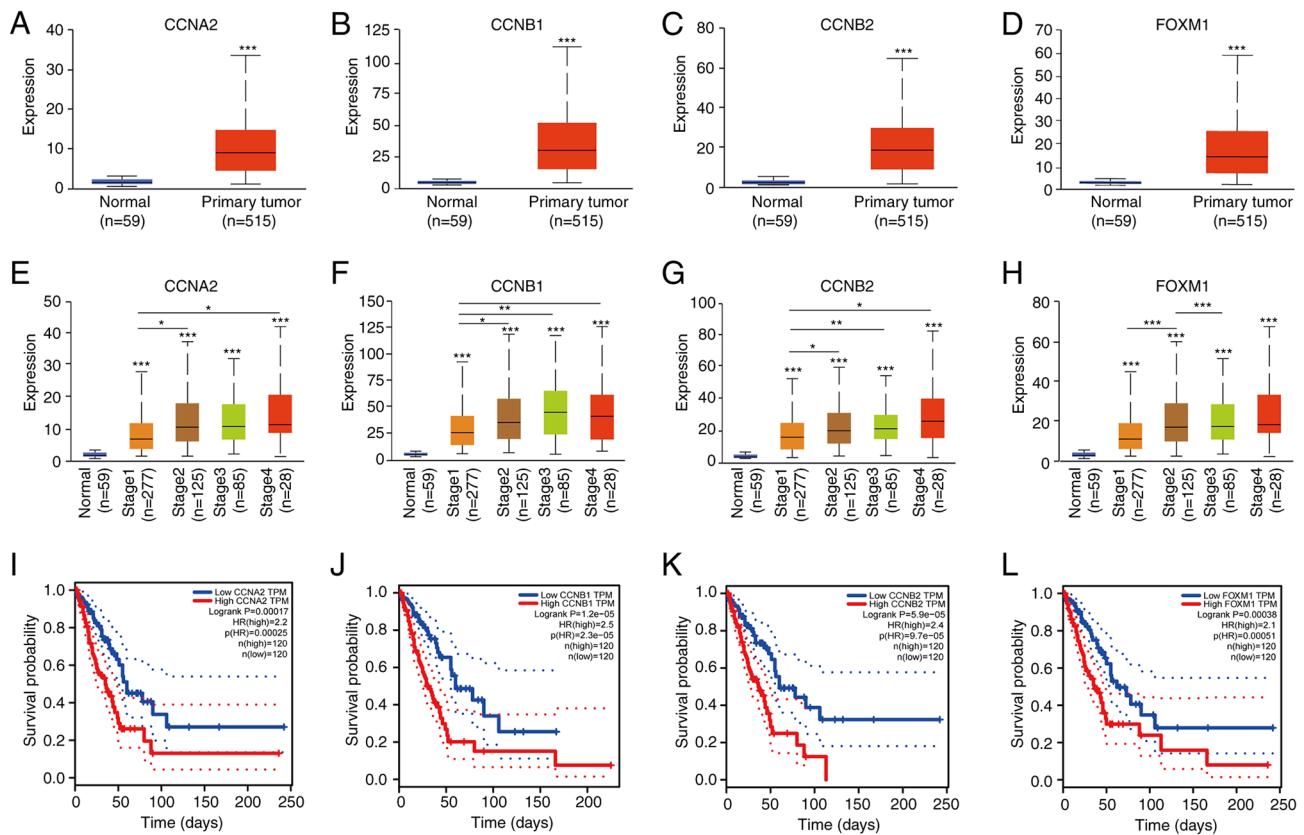 A
CCNA2
Expression
40
30
20
10
0
***
Normal
(n=59)
Primary tumor
(n=515)
B
CCNB1
Expression
125
100
75
50
25
0
***
Normal
(n=59)
Primary tumor
(n=515)
C
CCNB2
Expression
80
60
40
20
0
***
Normal
(n=59)
Primary tumor
(n=515)
D
FOXM1
Expression
70
60
50
40
30
20
10
0
***
Normal
(n=59)
Primary tumor
(n=515)
E
CCNA2
Expression
50
40
30
20
10
0
*
*
***
***
***
***
Normal
(n=59)
Stage1
(n=277)
Stage2
(n=125)
Stage3
(n=85)
Stage4
(n=28)
F
CCNB1
Expression
150
125
100
75
50
25
0
**
*
***
***
***
***
Normal
(n=59)
Stage1
(n=277)
Stage2
(n=125)
Stage3
(n=85)
Stage4
(n=28)
G
CCNB2
Expression
100
80
60
40
20
0
*
**
*
***
***
***
***
Normal
(n=59)
Stage1
(n=277)
Stage2
(n=125)
Stage3
(n=85)
Stage4
(n=28)
H
FOXM1
Expression
80
60
40
20
0
***
***
***
***
***
***
Normal
(n=59)
Stage1
(n=277)
Stage2
(n=125)
Stage3
(n=85)
Stage4
(n=28)
I
Survival probability
1.0
0.8
0.6
0.4
0.2
0.0
Low CCNA2 TPM
High CCNA2 TPM
Logrank P=0.00017
HR(high)=2.2
p(HR)=0.00025
n(high)=120
n(low)=120
0 50 100 150 200 250
Time (days)
J
Survival probability
1.0
0.8
0.6
0.4
0.2
0.0
Low CCNB1 TPM
High CCNB1 TPM
Logrank P=1.2e-05
HR(high)=2.5
p(HR)=2.3e-05
n(high)=120
n(low)=120
0 50 100 150 200
Time (days)
K
Survival probability
1.0
0.8
0.6
0.4
0.2
0.0
Low CCNB2 TPM
High CCNB2 TPM
Logrank P=5.9e-05
HR(high)=2.4
p(HR)=9.7e-05
n(high)=120
n(low)=120
0 50 100 150 200 250
Time (days)
L
Survival probability
1.0
0.8
0.6
0.4
0.2
0.0
Low FOXM1 TPM
High FOXM1 TPM
Logrank P=0.00038
HR(high)=2.1
p(HR)=0.00051
n(high)=120
n(low)=120
0 50 100 150 200 250
Time (days)